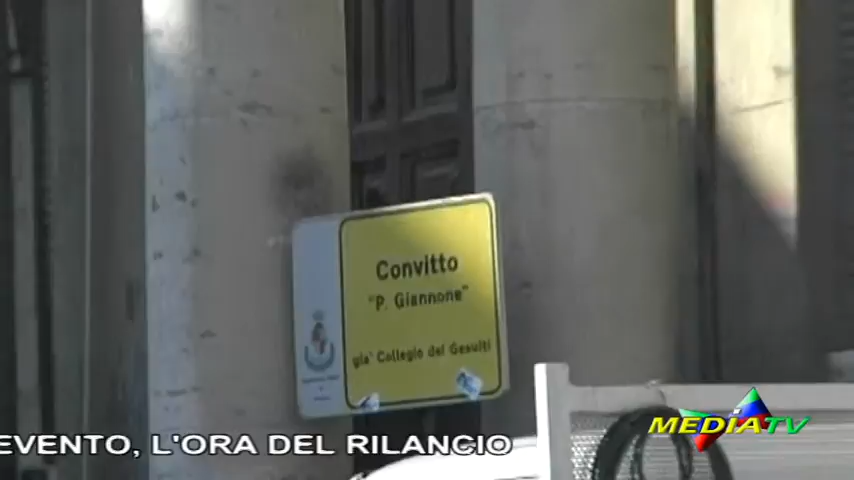 Convitto
"P. Giannone"
gia' Collegio dei Gesuiti
EVENTO, L'ORA DEL RILANCIO
MEDIATV